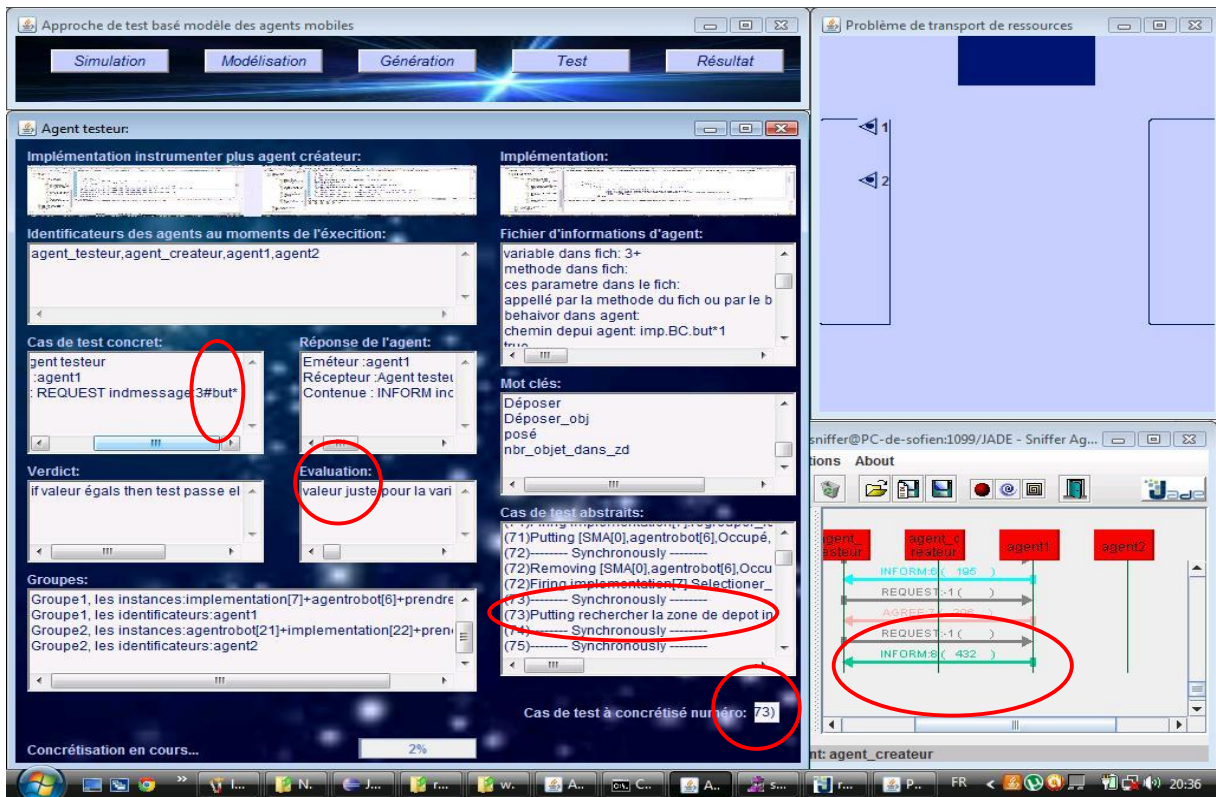 Approche de test basé modèle des agents mobiles
Simulation
Modélisation
Génération
Test
Résultat
Problème de transport de ressources
1
2
Agent testeur:
Implémentation instrumenter plus agent créateur:
Implémentation:
Identificateurs des agents au moments de l'éxecition:
agent_testeur,agent_createur,agent1,agent2
Fichier d'informations d'agent:
variable dans fich: 3+
methode dans fich:
ces parametre dans le fich:
appellé par la methode du fich ou par le b
behaivor dans agent:
chemin depui agent: imp.BC.but*1
true
Cas de test concret:
gent testeur
:agent1
: REQUEST indmessage:3#but*
Réponse de l'agent:
Eméteur :agent1
Récepteur :Agent testeu
Contenue : INFORM inc
Mot clés:
Déposer
Déposer_obj
posé
nbr_objet_dans_zd
Verdict:
if valeur égals then test passe el
Evaluation:
valeur juste pour la vari
Cas de test abstraits:
(71)Putting [SMA[0],agentrobot[6],Occupé,
(72)-------- Synchronously --------
(72)Removing [SMA[0],agentrobot[6],Occu
(72)Firing implementation[7].Selectioner_
(73)-------- Synchronously --------
(73)Putting rechercher la zone de depot in
(74)-------- Synchronously --------
(75)-------- Synchronously --------
Groupes:
Groupe1, les instances:implementation[7]+agentrobot[6]+prendre
Groupe1, les identificateurs:agent1
Groupe2, les instances:agentrobot[21]+implementation[22]+pren
Groupe2, les identificateurs:agent2
Cas de test à concrétisé numéro: 73)
Concrétisation en cours...
2%
sniffer@PC-de-sofien:1099/JADE - Sniffer Ag...
tions About
Jade
agent_
esteur
agent_c
reateur
agent1
agent2
INFORM:6 ( 195 )
REQUEST:-1 ( )
REQUEST:-1 ( )
INFORM:8 ( 432 )
nt: agent_createur
I...
N.
J...
r...
w.
A..
C...
A..
s...
r...
P..
FR
20:36